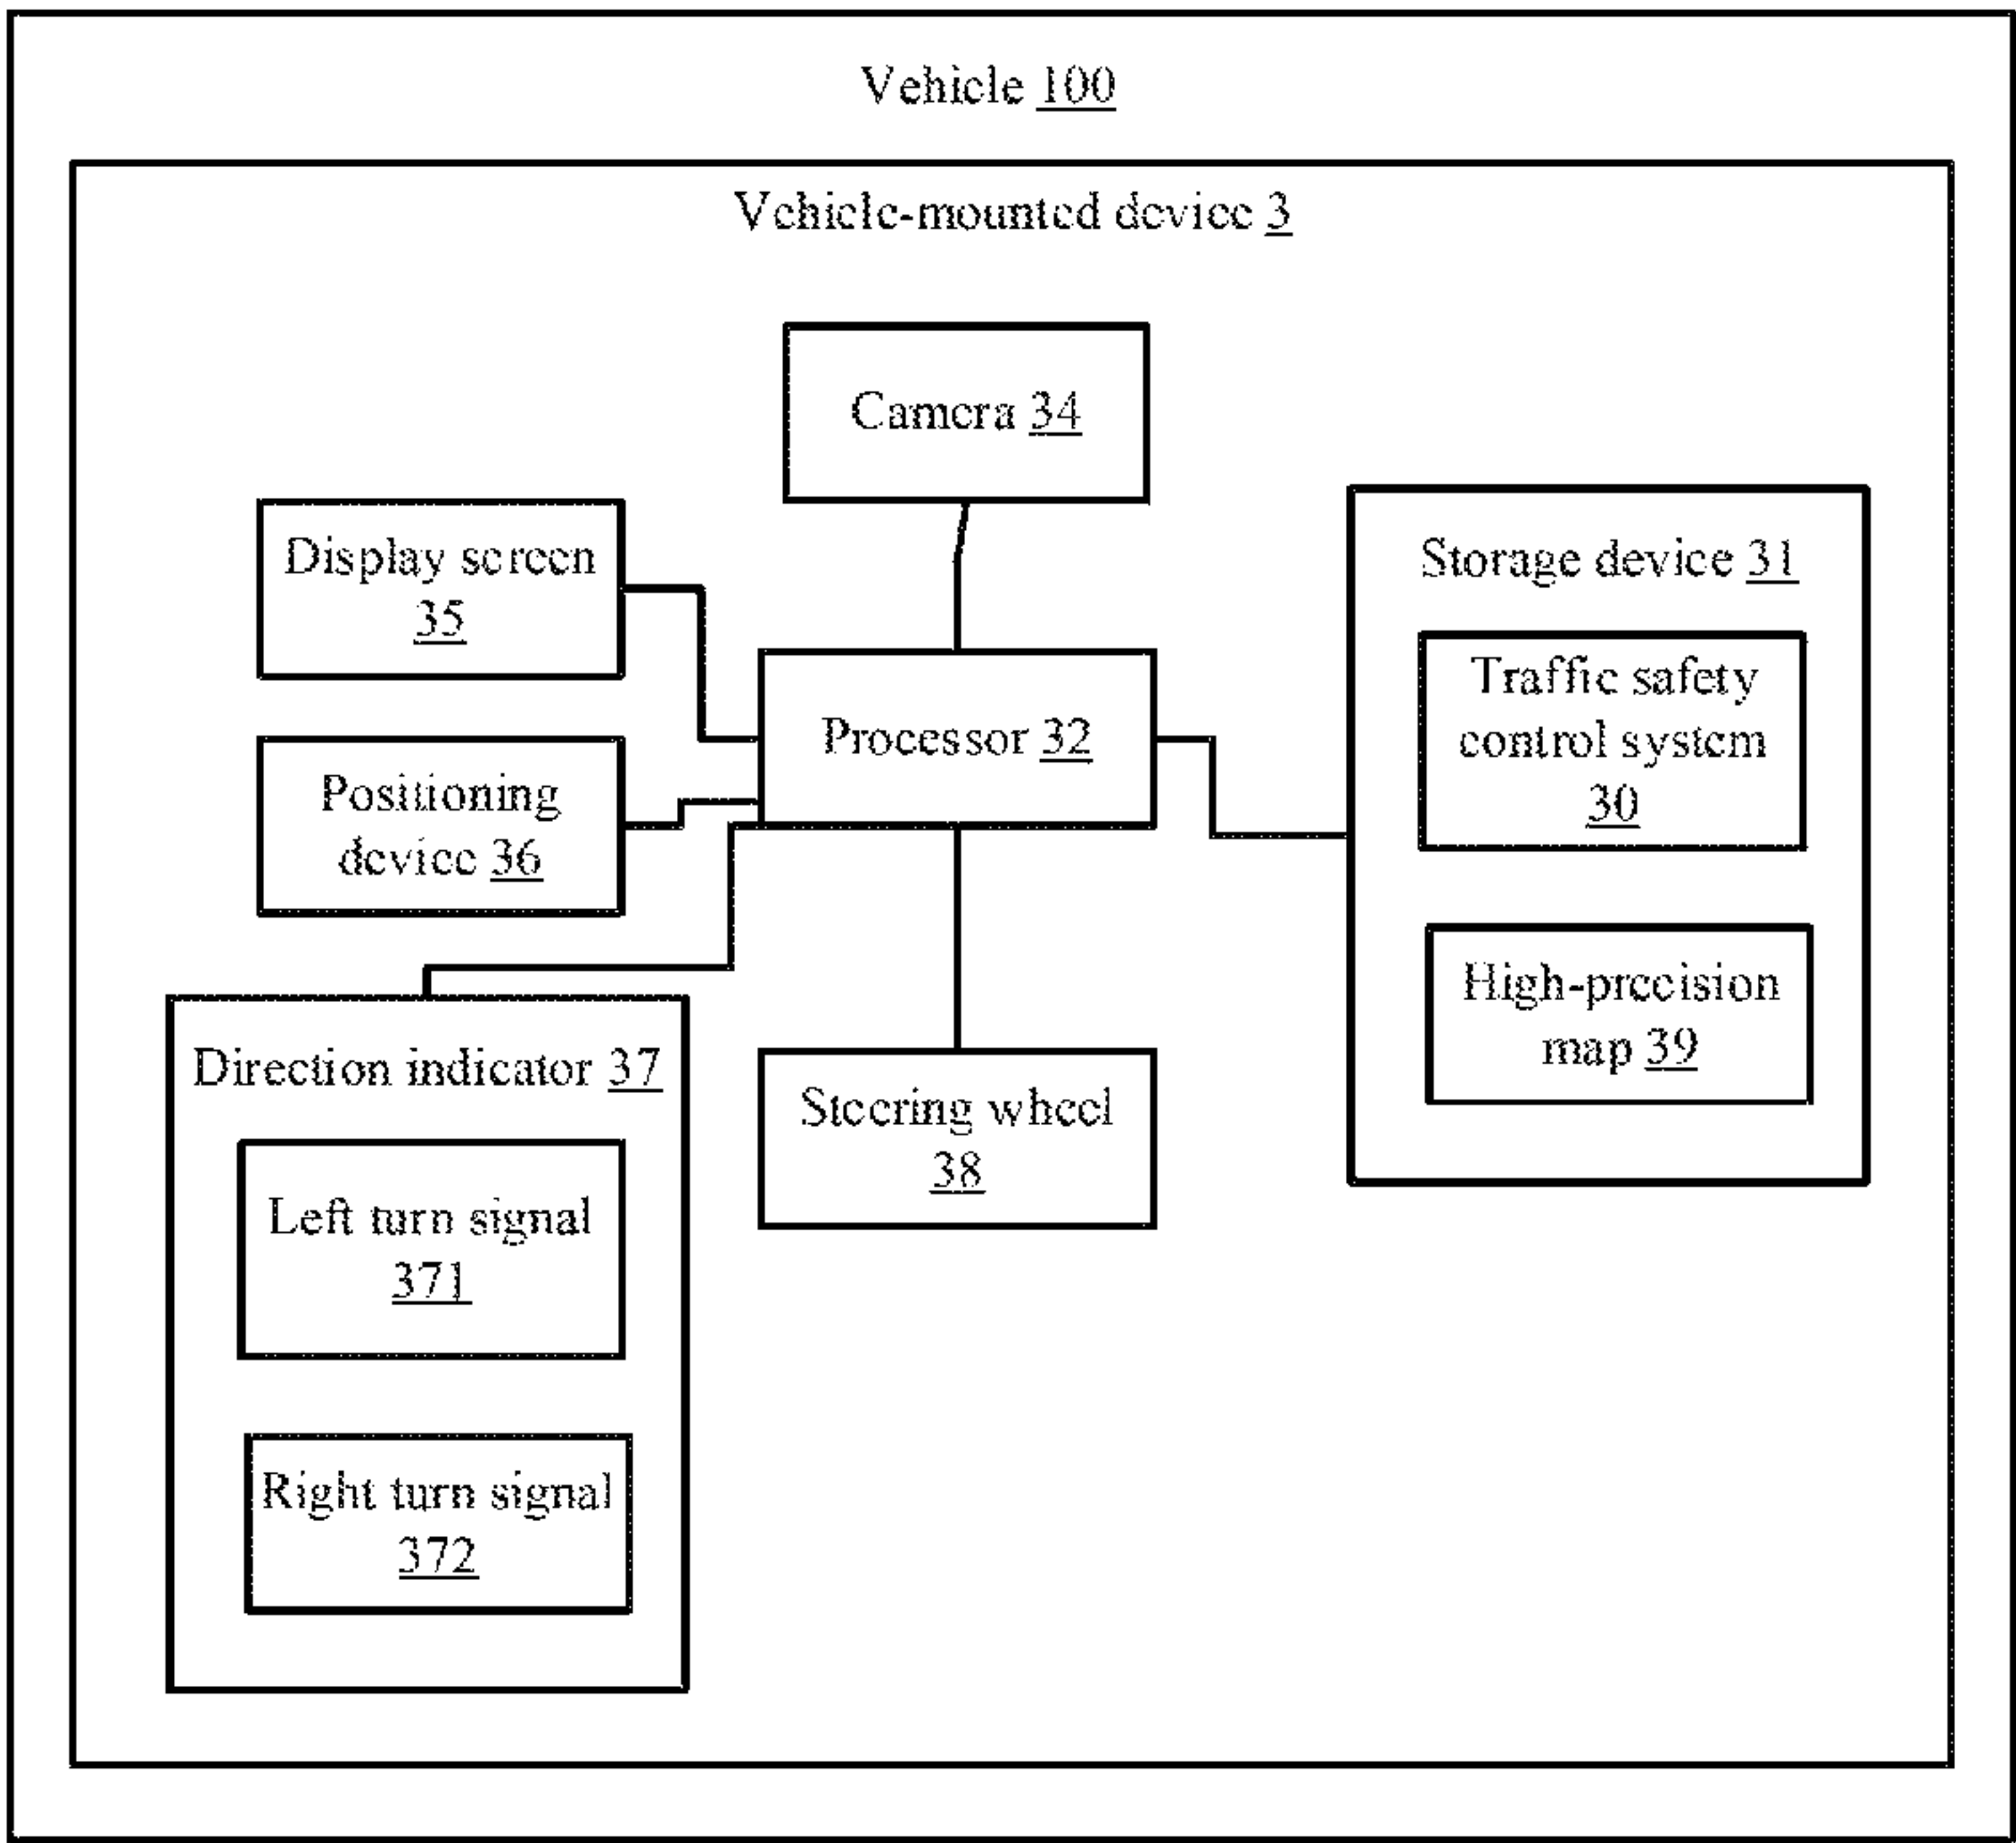 Vehicle 100
Vehicle-mounted device 3
Camera 34
Display screen
35
Storage device 31
Traffic safety
control system
30
Processor 32
Positioning
device 36
High-precision
map 39
Direction indicator 37
Steering wheel
38
Left turn signal
371
Right turn signal
372